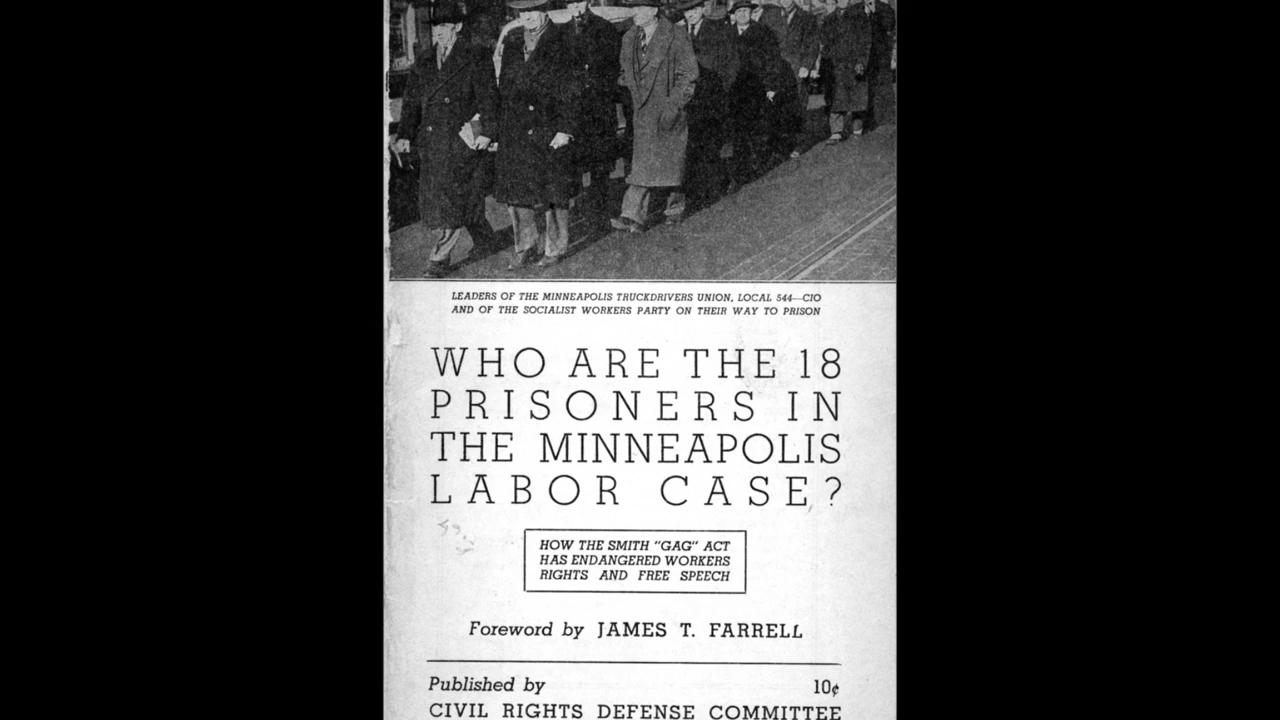 LEADERS OF THE MINNEAPOLIS TRUCKDRIVERS UNION, LOCAL 544—CIO
AND OF THE SOCIALIST WORKERS PARTY ON THEIR WAY TO PRISON
WHO ARE THE 18
PRISONERS IN
THE MINNEAPOLIS
LABOR CASE?
HOW THE SMITH "GAG" ACT
HAS ENDANGERED WORKERS
RIGHTS AND FREE SPEECH
Foreword by JAMES T. FARRELL
Published by 10¢
CIVIL RIGHTS DEFENSE COMMITTEE